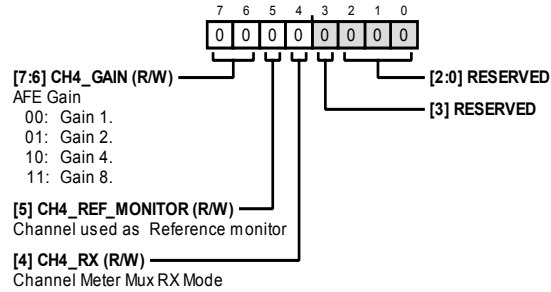 7 6 5 4 3 2 1 0
0 0 0 0 0 0 0 0
[7:6] CH4_GAIN (R/W)
AFE Gain
00: Gain 1.
01: Gain 2.
10: Gain 4.
11: Gain 8.
[5] CH4_REF_MONITOR (R/W)
Channel used as Reference monitor
[4] CH4_RX (R/W)
Channel Meter Mux RX Mode
[2:0] RESERVED
[3] RESERVED